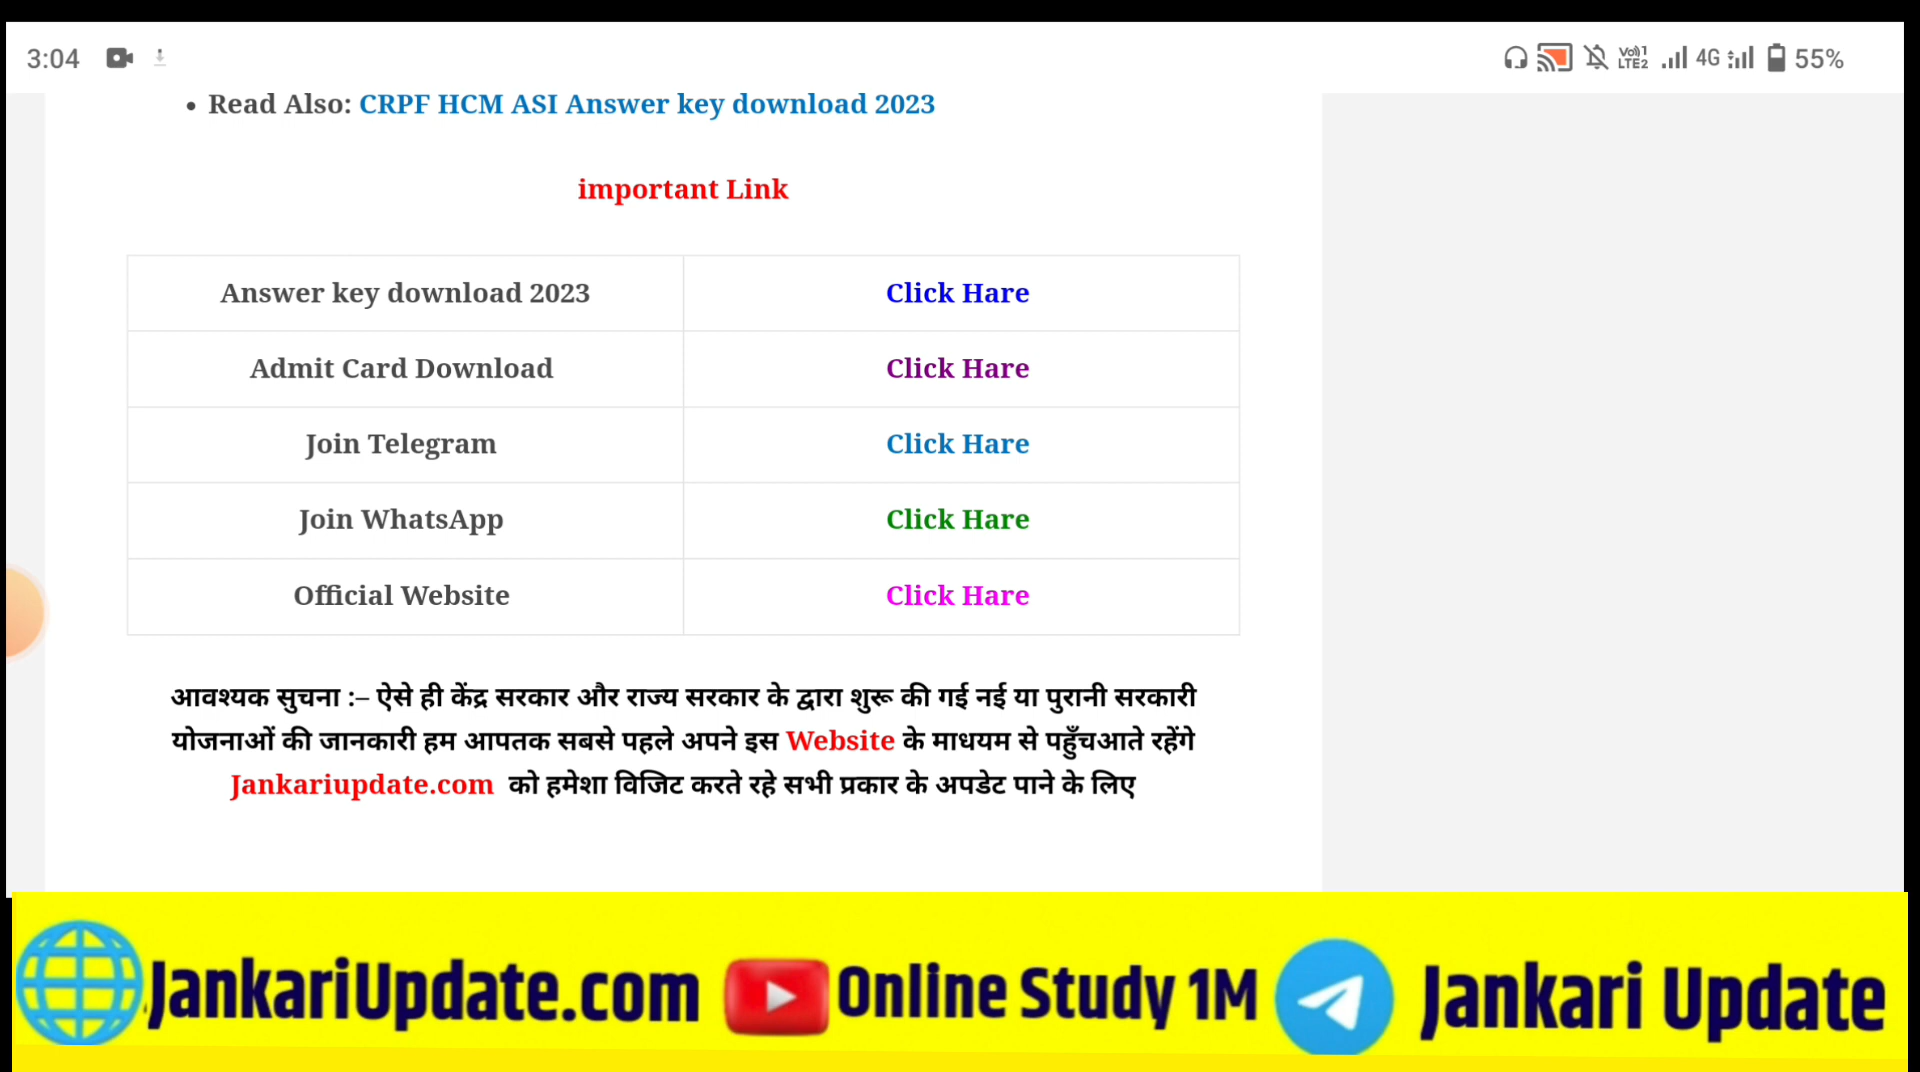 3:04 Vo))1 LTE2 4G 55%
• Read Also: CRPF HCM ASI Answer key download 2023
important Link
Answer key download 2023 Click Hare
Admit Card Download Click Hare
Join Telegram Click Hare
Join WhatsApp Click Hare
Official Website Click Hare
आवश्यक सुचना :– ऐसे ही केंद्र सरकार और राज्य सरकार के द्वारा शुरू की गई नई या पुरानी सरकारी
योजनाओं की जानकारी हम आपतक सबसे पहले अपने इस Website के माधयम से पहुँचआते रहेंगे
Jankariupdate.com को हमेशा विजिट करते रहे सभी प्रकार के अपडेट पाने के लिए
JankariUpdate.com Online Study 1M Jankari Update